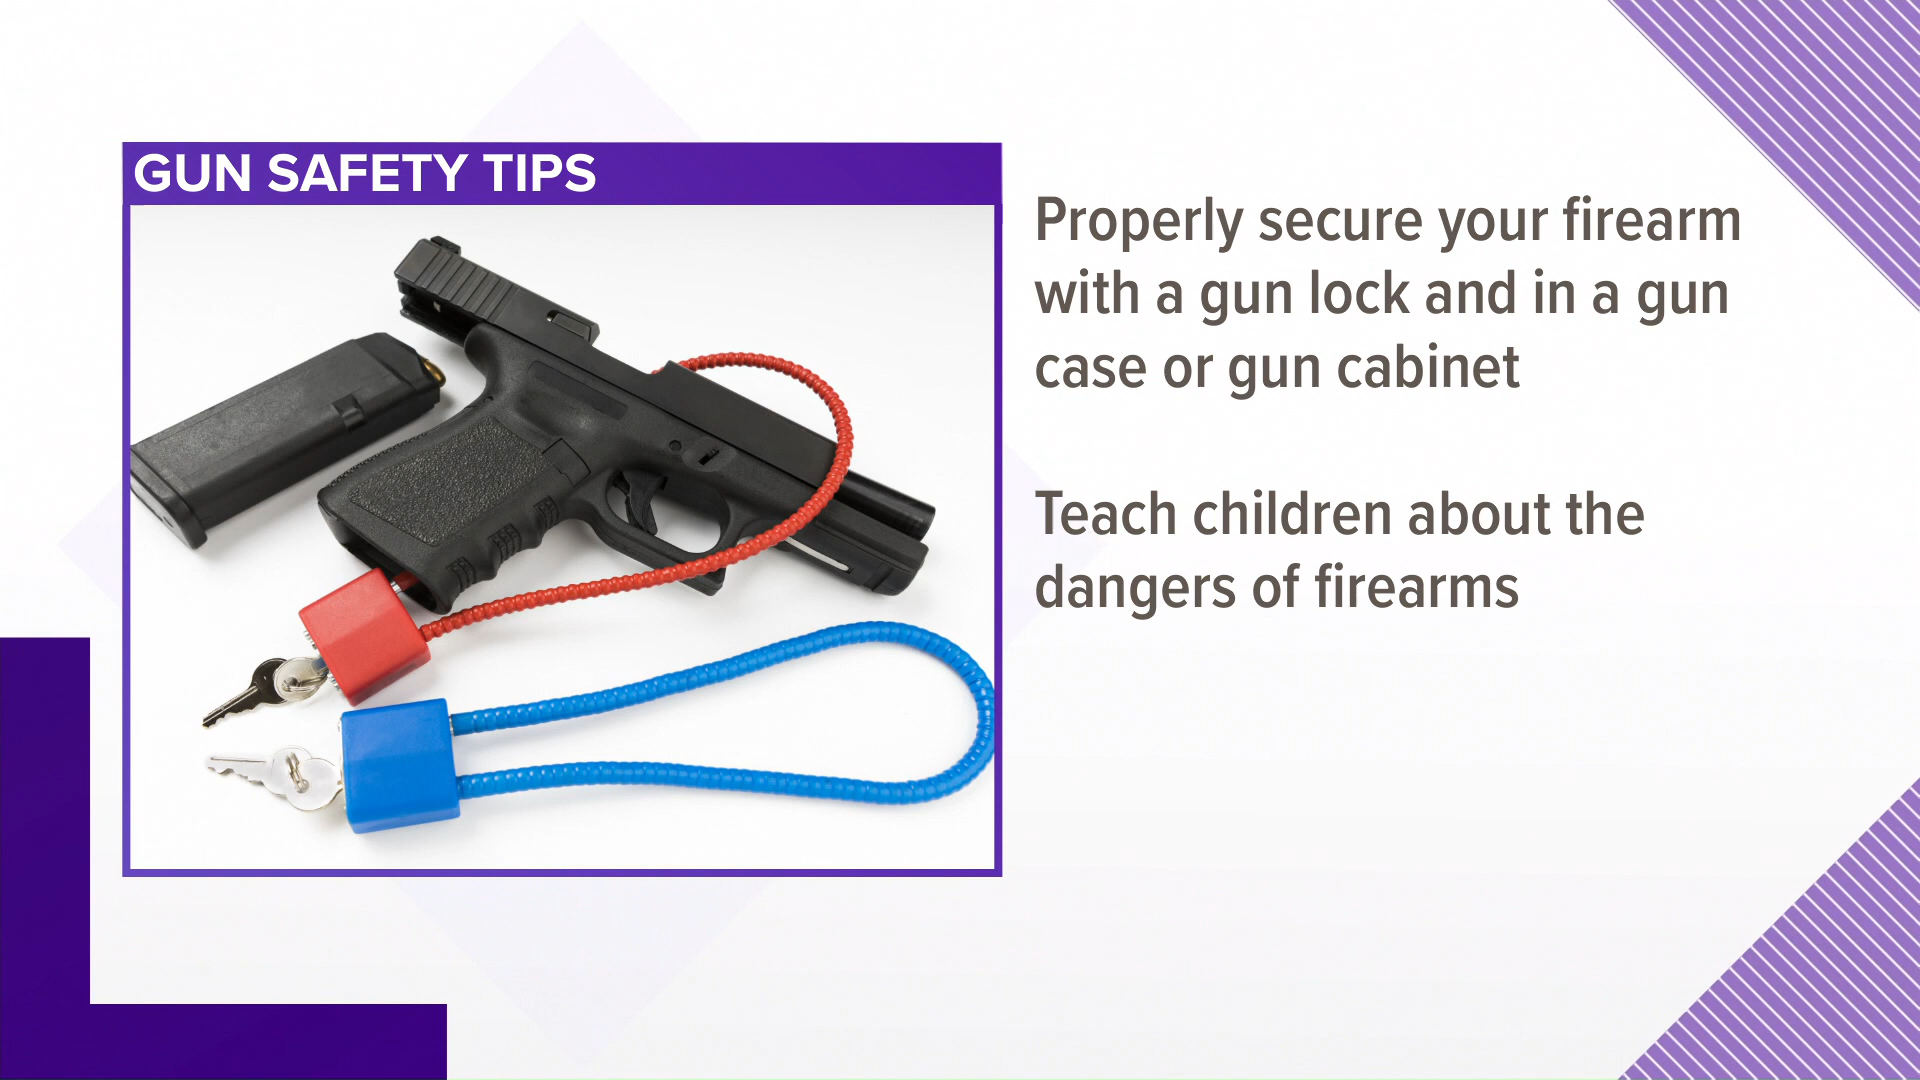 GUN SAFETY TIPS
Properly secure your firearm
with a gun lock and in a gun
case or gun cabinet
Teach children about the
dangers of firearms